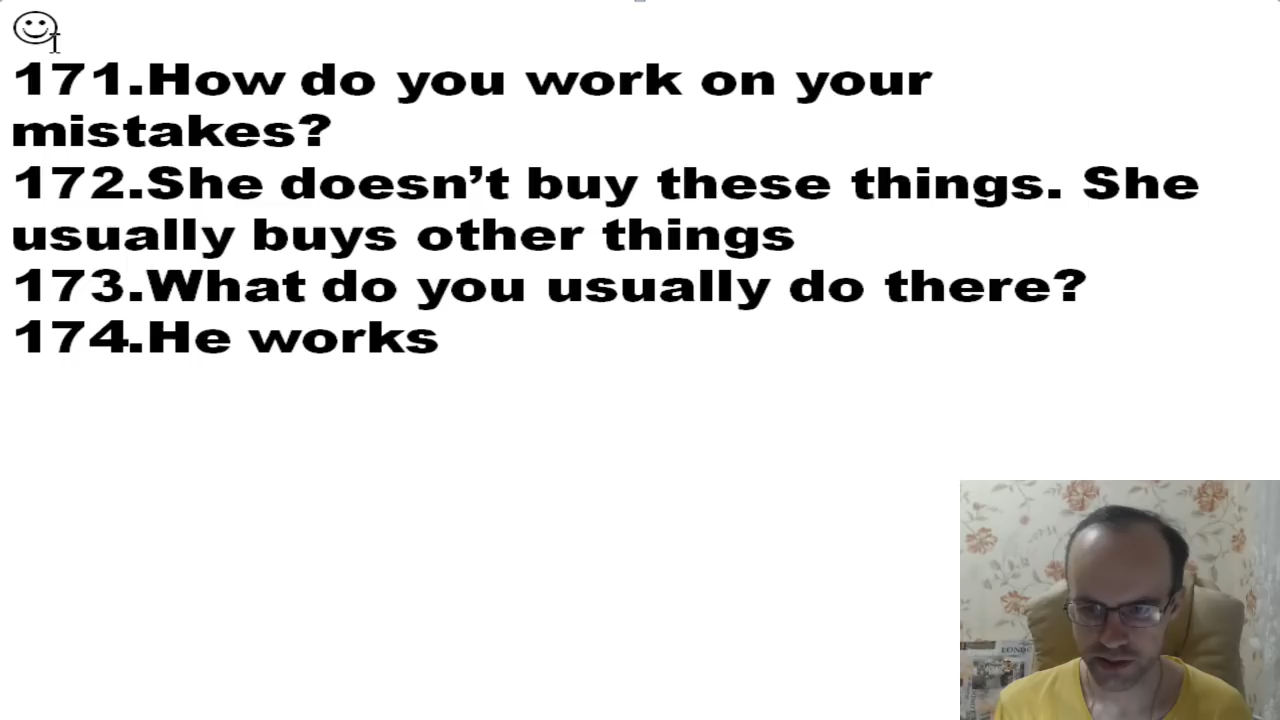 171.How do you work on your
mistakes?
172.She doesn’t buy these things. She
usually buys other things
173.What do you usually do there?
174.He works